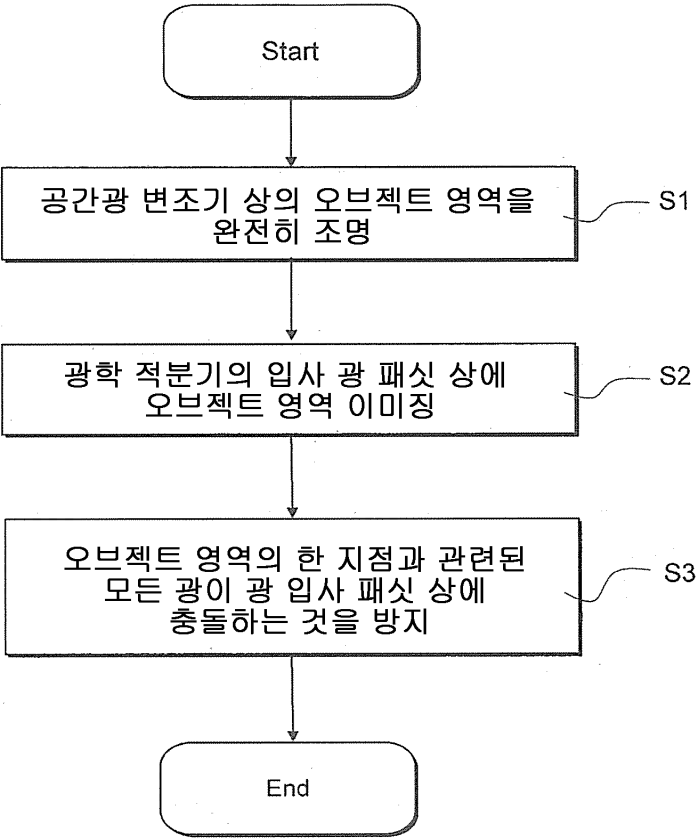 Start
공간광 변조기 상의 오브젝트 영역을
완전히 조명
S1
광학 적분기의 입사 광 패싯 상에
오브젝트 영역 이미징
S2
오브젝트 영역의 한 지점과 관련된
모든 광이 광 입사 패싯 상에
충돌하는 것을 방지
S3
End